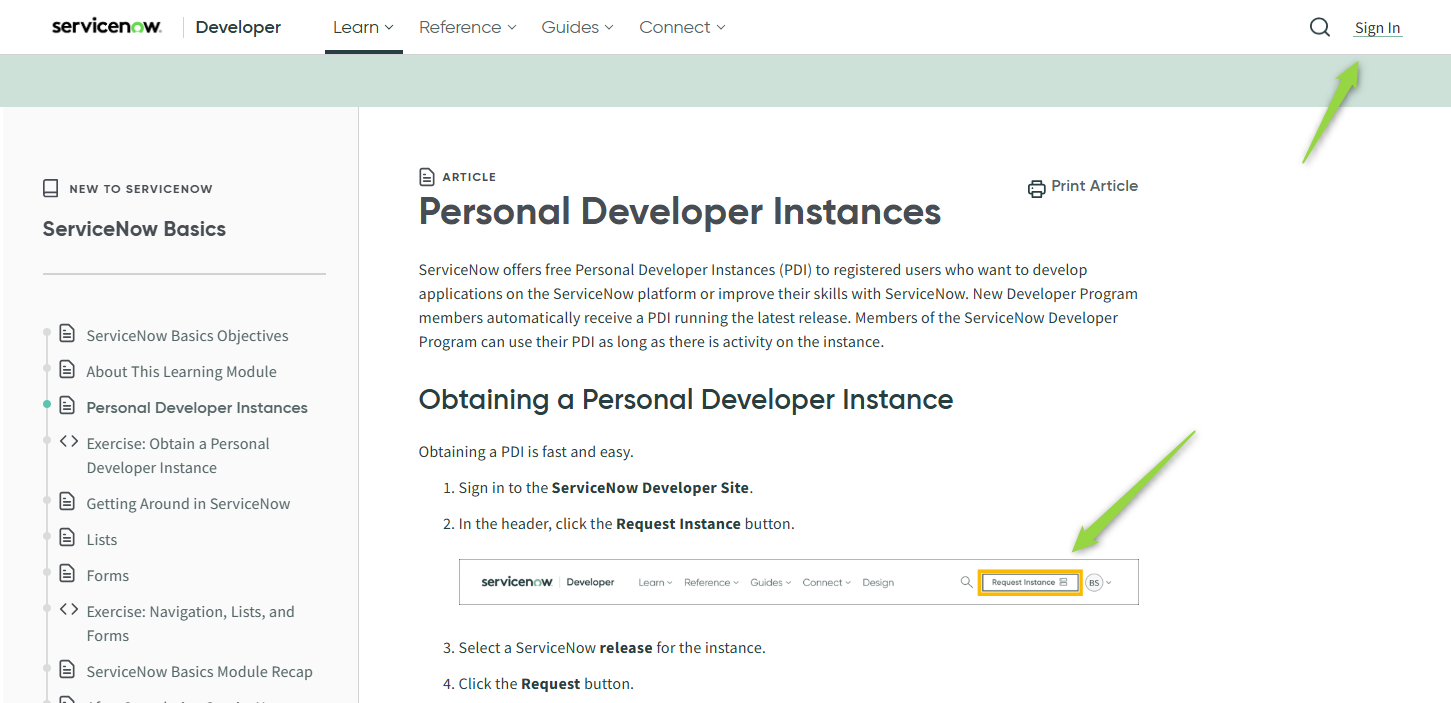 servicenow. Developer Learn Reference Guides Connect Sign In
NEW TO SERVICENOW
ServiceNow Basics
ServiceNow Basics Objectives
About This Learning Module
Personal Developer Instances
Exercise: Obtain a Personal
Developer Instance
Getting Around in ServiceNow
Lists
Forms
Exercise: Navigation, Lists, and
Forms
ServiceNow Basics Module Recap
ARTICLE
Print Article
Personal Developer Instances
ServiceNow offers free Personal Developer Instances (PDI) to registered users who want to develop
applications on the ServiceNow platform or improve their skills with ServiceNow. New Developer Program
members automatically receive a PDI running the latest release. Members of the ServiceNow Developer
Program can use their PDI as long as there is activity on the instance.
Obtaining a Personal Developer Instance
Obtaining a PDI is fast and easy.
1. Sign in to the ServiceNow Developer Site.
2. In the header, click the Request Instance button.
servicenow. Developer Learn Reference Guides Connect Design Request Instance BS
3. Select a ServiceNow release for the instance.
4. Click the Request button.